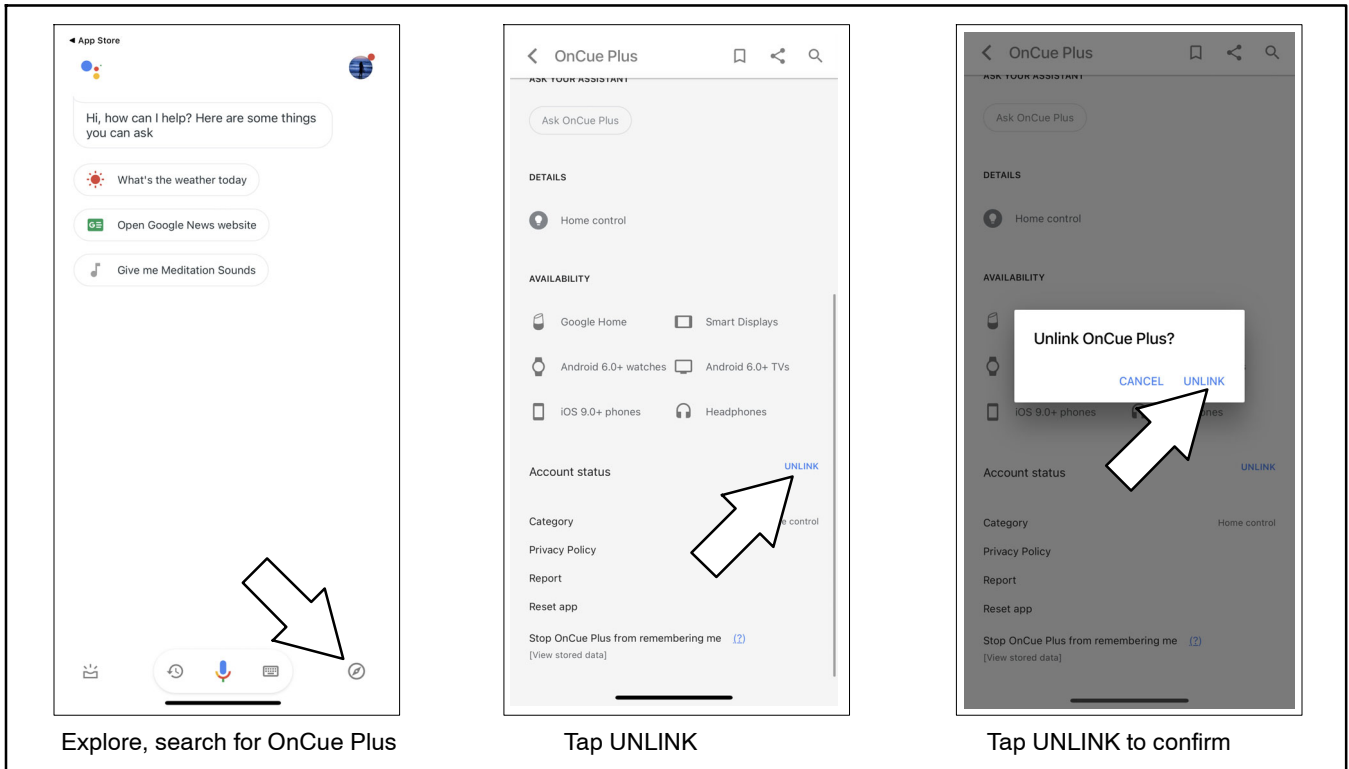 ◀ App Store
Hi, how can I help? Here are some things
you can ask
What's the weather today
GE Open Google News website
Give me Meditation Sounds
Explore, search for OnCue Plus
OnCue Plus
ASK YOUR ASSISTANT
Ask OnCue Plus
DETAILS
Home control
AVAILABILITY
Google Home Smart Displays
Android 6.0+ watches Android 6.0+ TVs
iOS 9.0+ phones Headphones
Account status UNLINK
Category control
Privacy Policy
Report
Reset app
Stop OnCue Plus from remembering me (?)
[View stored data]
Tap UNLINK
OnCue Plus
ASK YOUR ASSISTANT
Ask OnCue Plus
DETAILS
Home control
AVAILABILITY
Unlink OnCue Plus?
CANCEL UNLINK
iOS 9.0+ phones
Account status UNLINK
Category Home control
Privacy Policy
Report
Reset app
Stop OnCue Plus from remembering me (?)
[View stored data]
Tap UNLINK to confirm